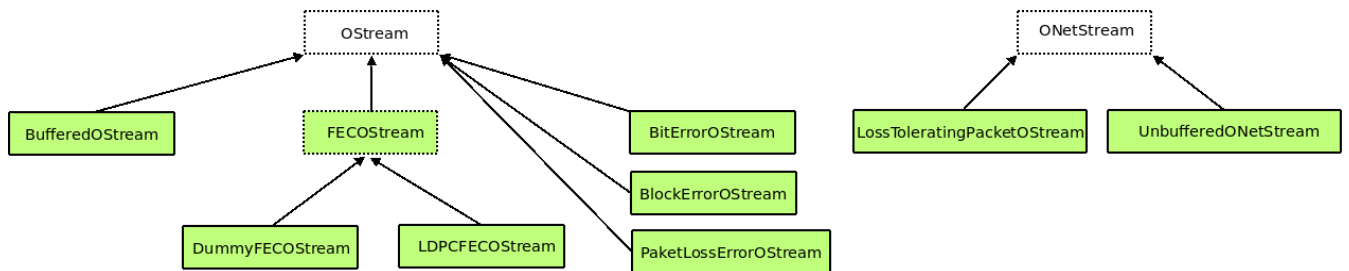 OStream
ONetStream
BufferedOStream
FECOStream
BitErrorOStream
LossToleratingPacketOStream
UnbufferedONetStream
BlockErrorOStream
DummyFECOStream
LDPCFECOStream
PaketLossErrorOStream